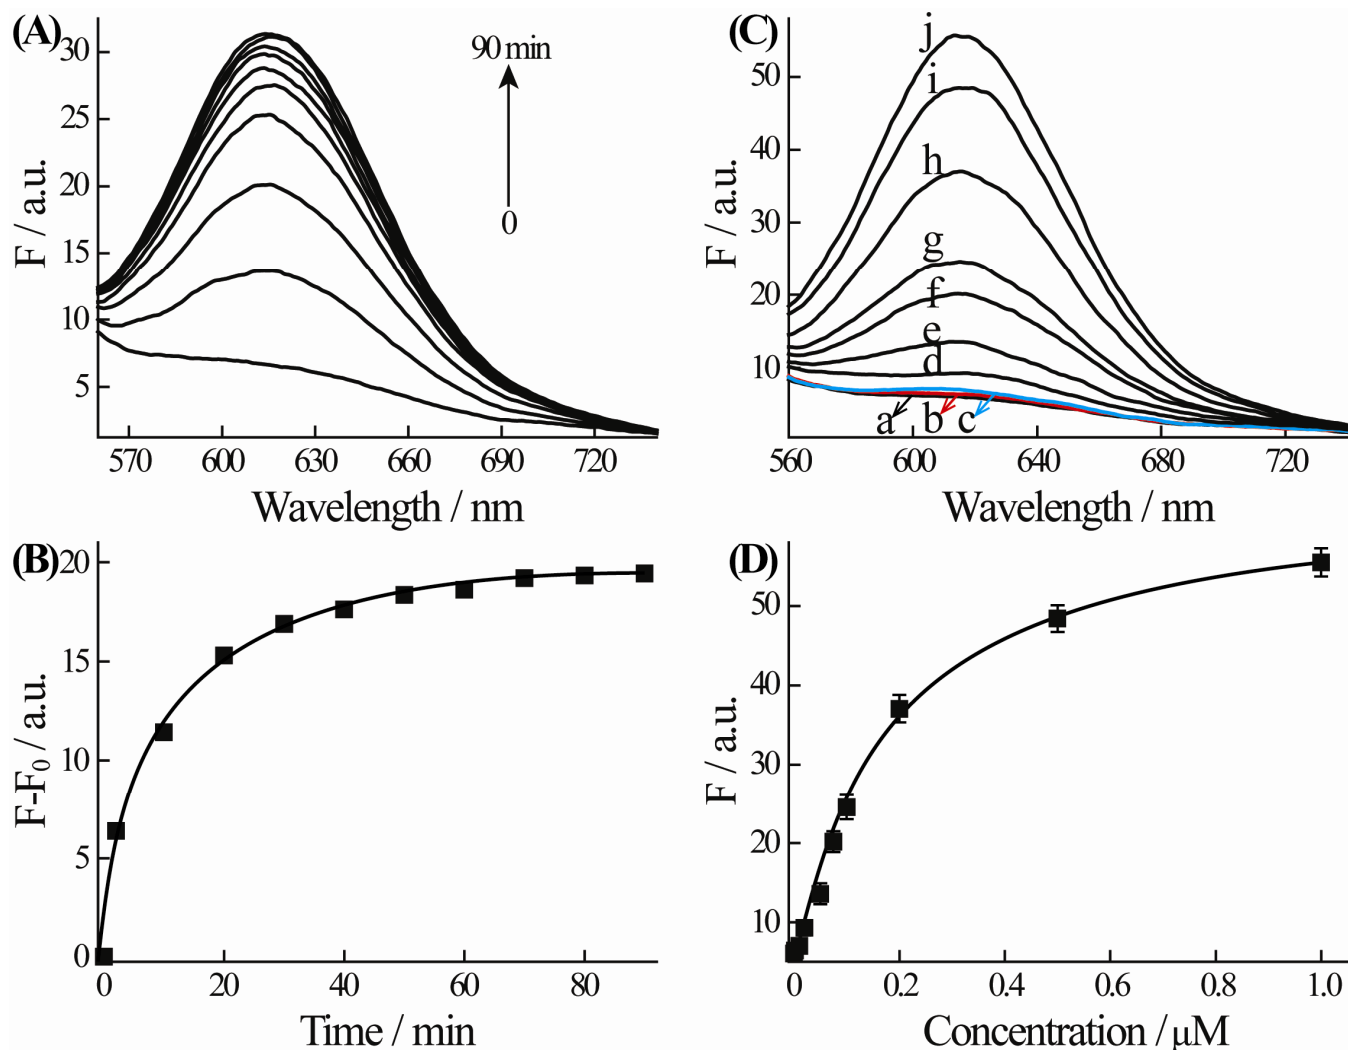 (A)
F / a.u.
30
25
20
15
10
5
90 min
0
570 600 630 660 690 720
Wavelength / nm
(C)
F / a.u.
50
40
30
20
10
j
i
h
g
f
e
d
a b c
560 600 640 680 720
Wavelength / nm
(B)
F-F₀ / a.u.
20
15
10
5
0
0 20 40 60 80
Time / min
(D)
F / a.u.
50
40
30
20
10
0 0.2 0.4 0.6 0.8 1.0
Concentration / μM